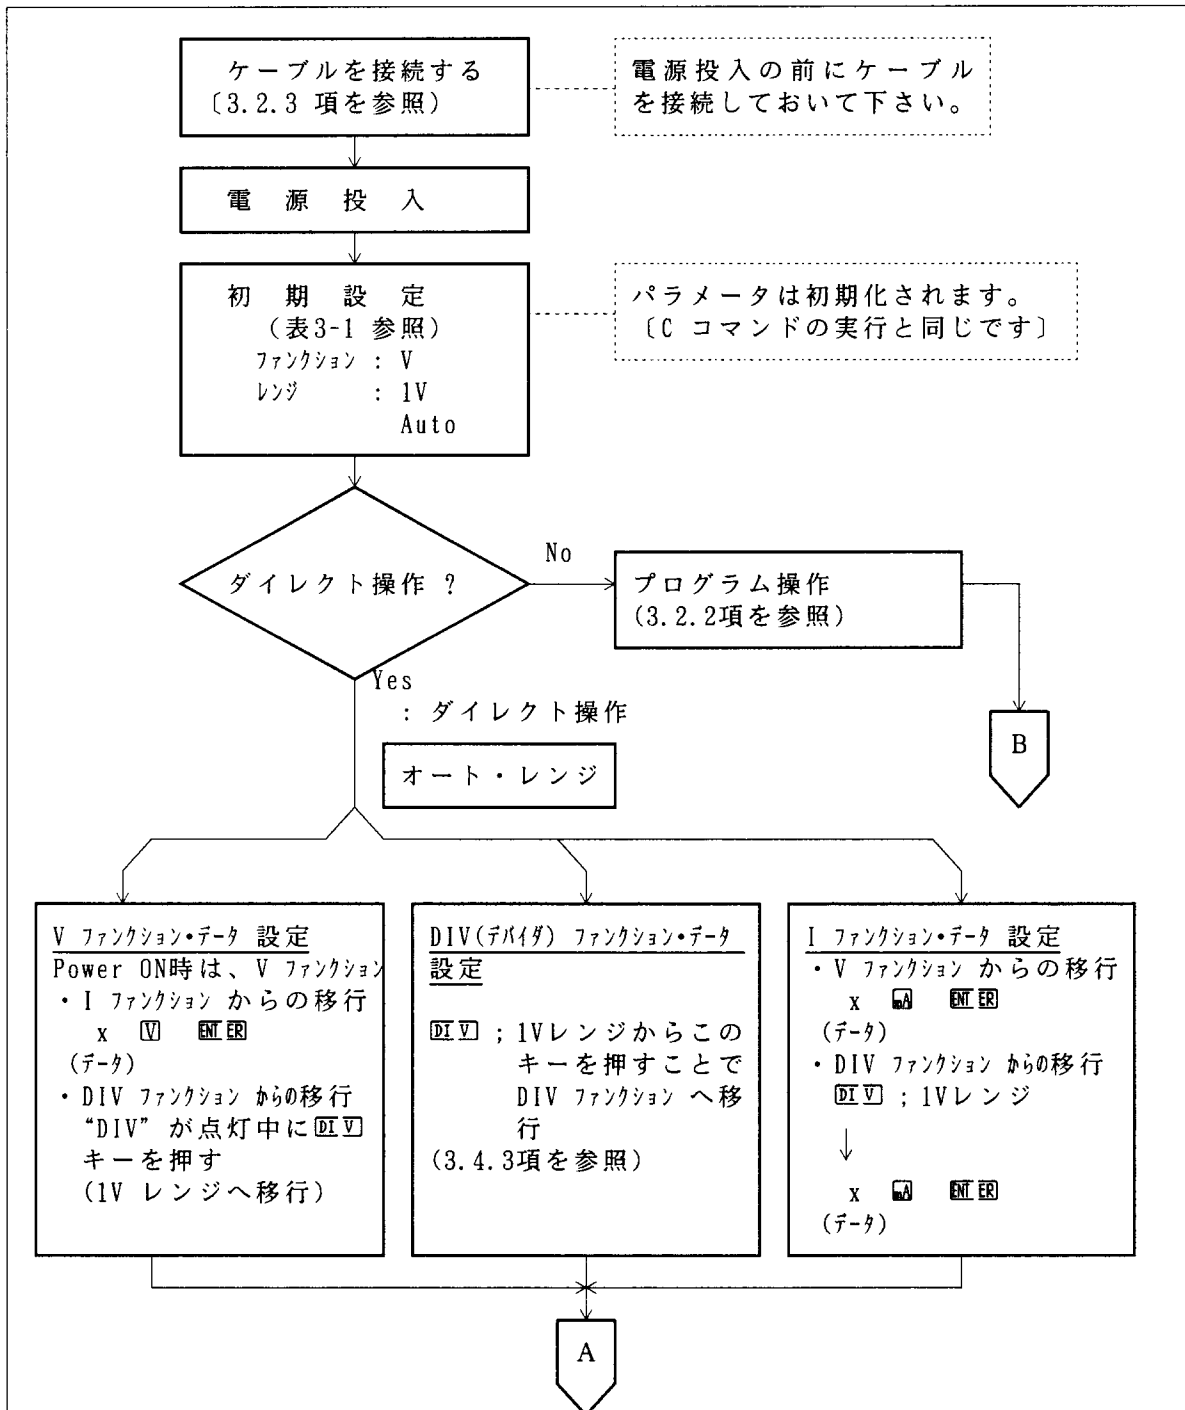 ケーブルを接続する
〔3.2.3 項を参照〕
電源投入の前にケーブル
を接続しておいて下さい。
電 源 投 入
初 期 設 定
(表3-1 参照)
ファンクション : V
レンジ : 1V
Auto
パラメータは初期化されます。
〔C コマンドの実行と同じです〕
ダイレクト操作 ?
No
プログラム操作
(3.2.2項を参照)
Yes
: ダイレクト操作
オート・レンジ
B
V ファンクション・データ 設定
Power ON時は、V ファンクション
・I ファンクション からの移行
x V ENTER
(データ)
・DIV ファンクション からの移行
“DIV” が点灯中に DIV
キーを押す
(1V レンジへ移行)
DIV(デバイダ) ファンクション・データ
設定
DIV ; 1Vレンジからこの
キーを押すことで
DIV ファンクション へ移
行
(3.4.3項を参照)
I ファンクション・データ 設定
・V ファンクション からの移行
x mA ENTER
(データ)
・DIV ファンクション からの移行
DIV ; 1Vレンジ
↓
x mA ENTER
(データ)
A